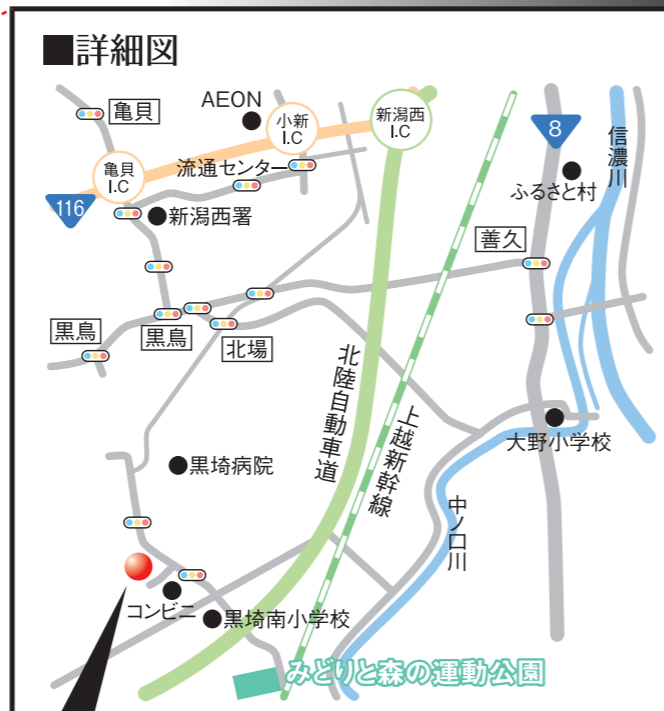 ■詳細図
亀貝
AEON
小新
I.C
新潟西
I.C
8
信濃川
亀貝
I.C
流通センター
ふるさと村
116
新潟西署
善久
黒鳥
黒鳥
北場
北陸自動車道
上越新幹線
大野小学校
黒埼病院
中ノ口川
コンビニ
黒埼南小学校
みどりと森の運動公園